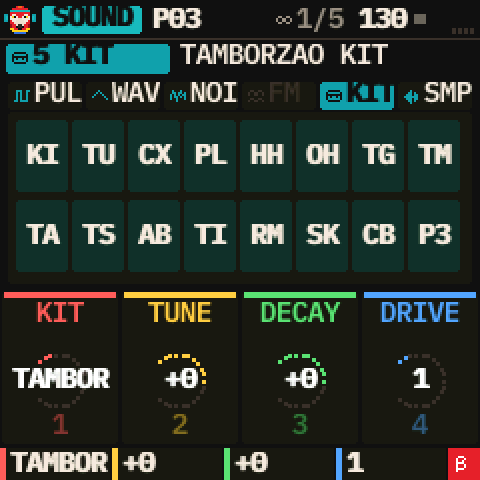 SOUND P03 ∞1/5 130
5 KIT TAMBORZAO KIT
PUL WAV NOI FM KIT SMP
KI TU CX PL HH OH TG TM
TA TS AB TI RM SK CB P3
KIT TUNE DECAY DRIVE
TAMBOR +0 +0 1
1 2 3 4
TAMBOR +0 +0 1 β